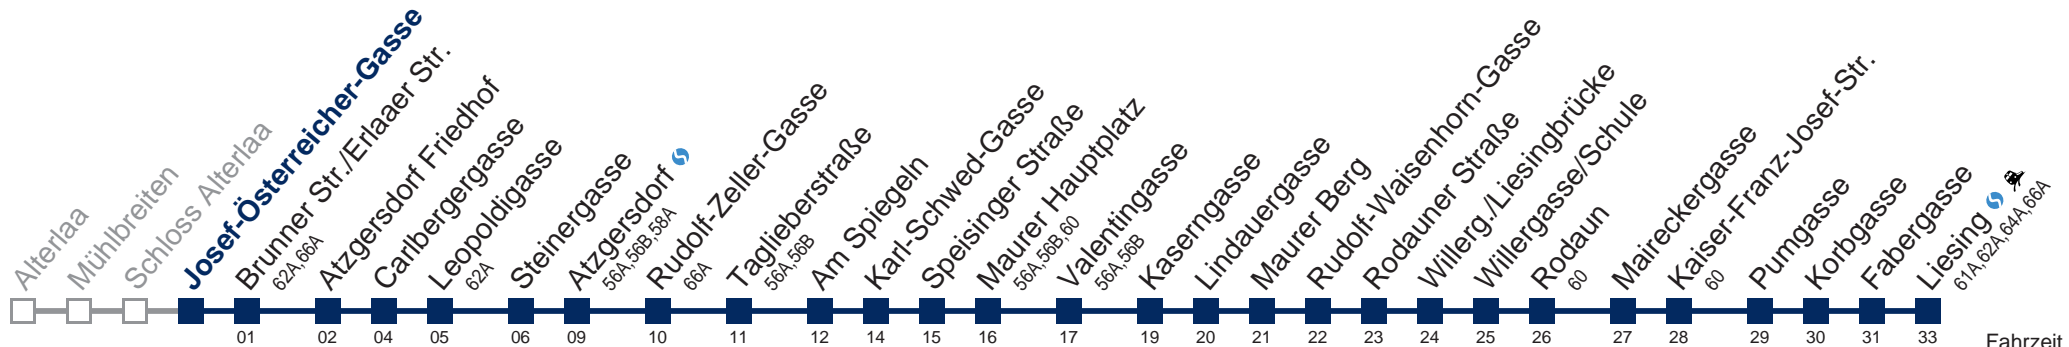 Alterlaa
Mühlbreiten
Schloss Alterlaa
Josef-Österreicher-Gasse
Brunner Str./Erlaaer Str.
62A,66A
Atzgersdorf Friedhof
Carlbergergasse
Leopoldigasse
62A
Steinergasse
Atzgersdorf
56A,56B,58A
Rudolf-Zeller-Gasse
66A
Taglieberstraße
56A,56B
Am Spiegeln
Karl-Schwed-Gasse
Speisinger Straße
Maurer Hauptplatz
56A,56B,60
Valentingasse
56A,56B
Kaserngasse
Lindauergasse
Maurer Berg
Rudolf-Waisenhorn-Gasse
Rodauner Straße
Willerg./Liesingbrücke
Willergasse/Schule
Rodaun
60
Maireckergasse
Kaiser-Franz-Josef-Str.
60
Pumgasse
Korbgasse
Fabergasse
Liesing
61A,62A,64A,66A
01 02 04 05 06 09 10 11 12 14 15 16 17 19 20 21 22 23 24 25 26 27 28 29 30 31 33 Fahrzeit